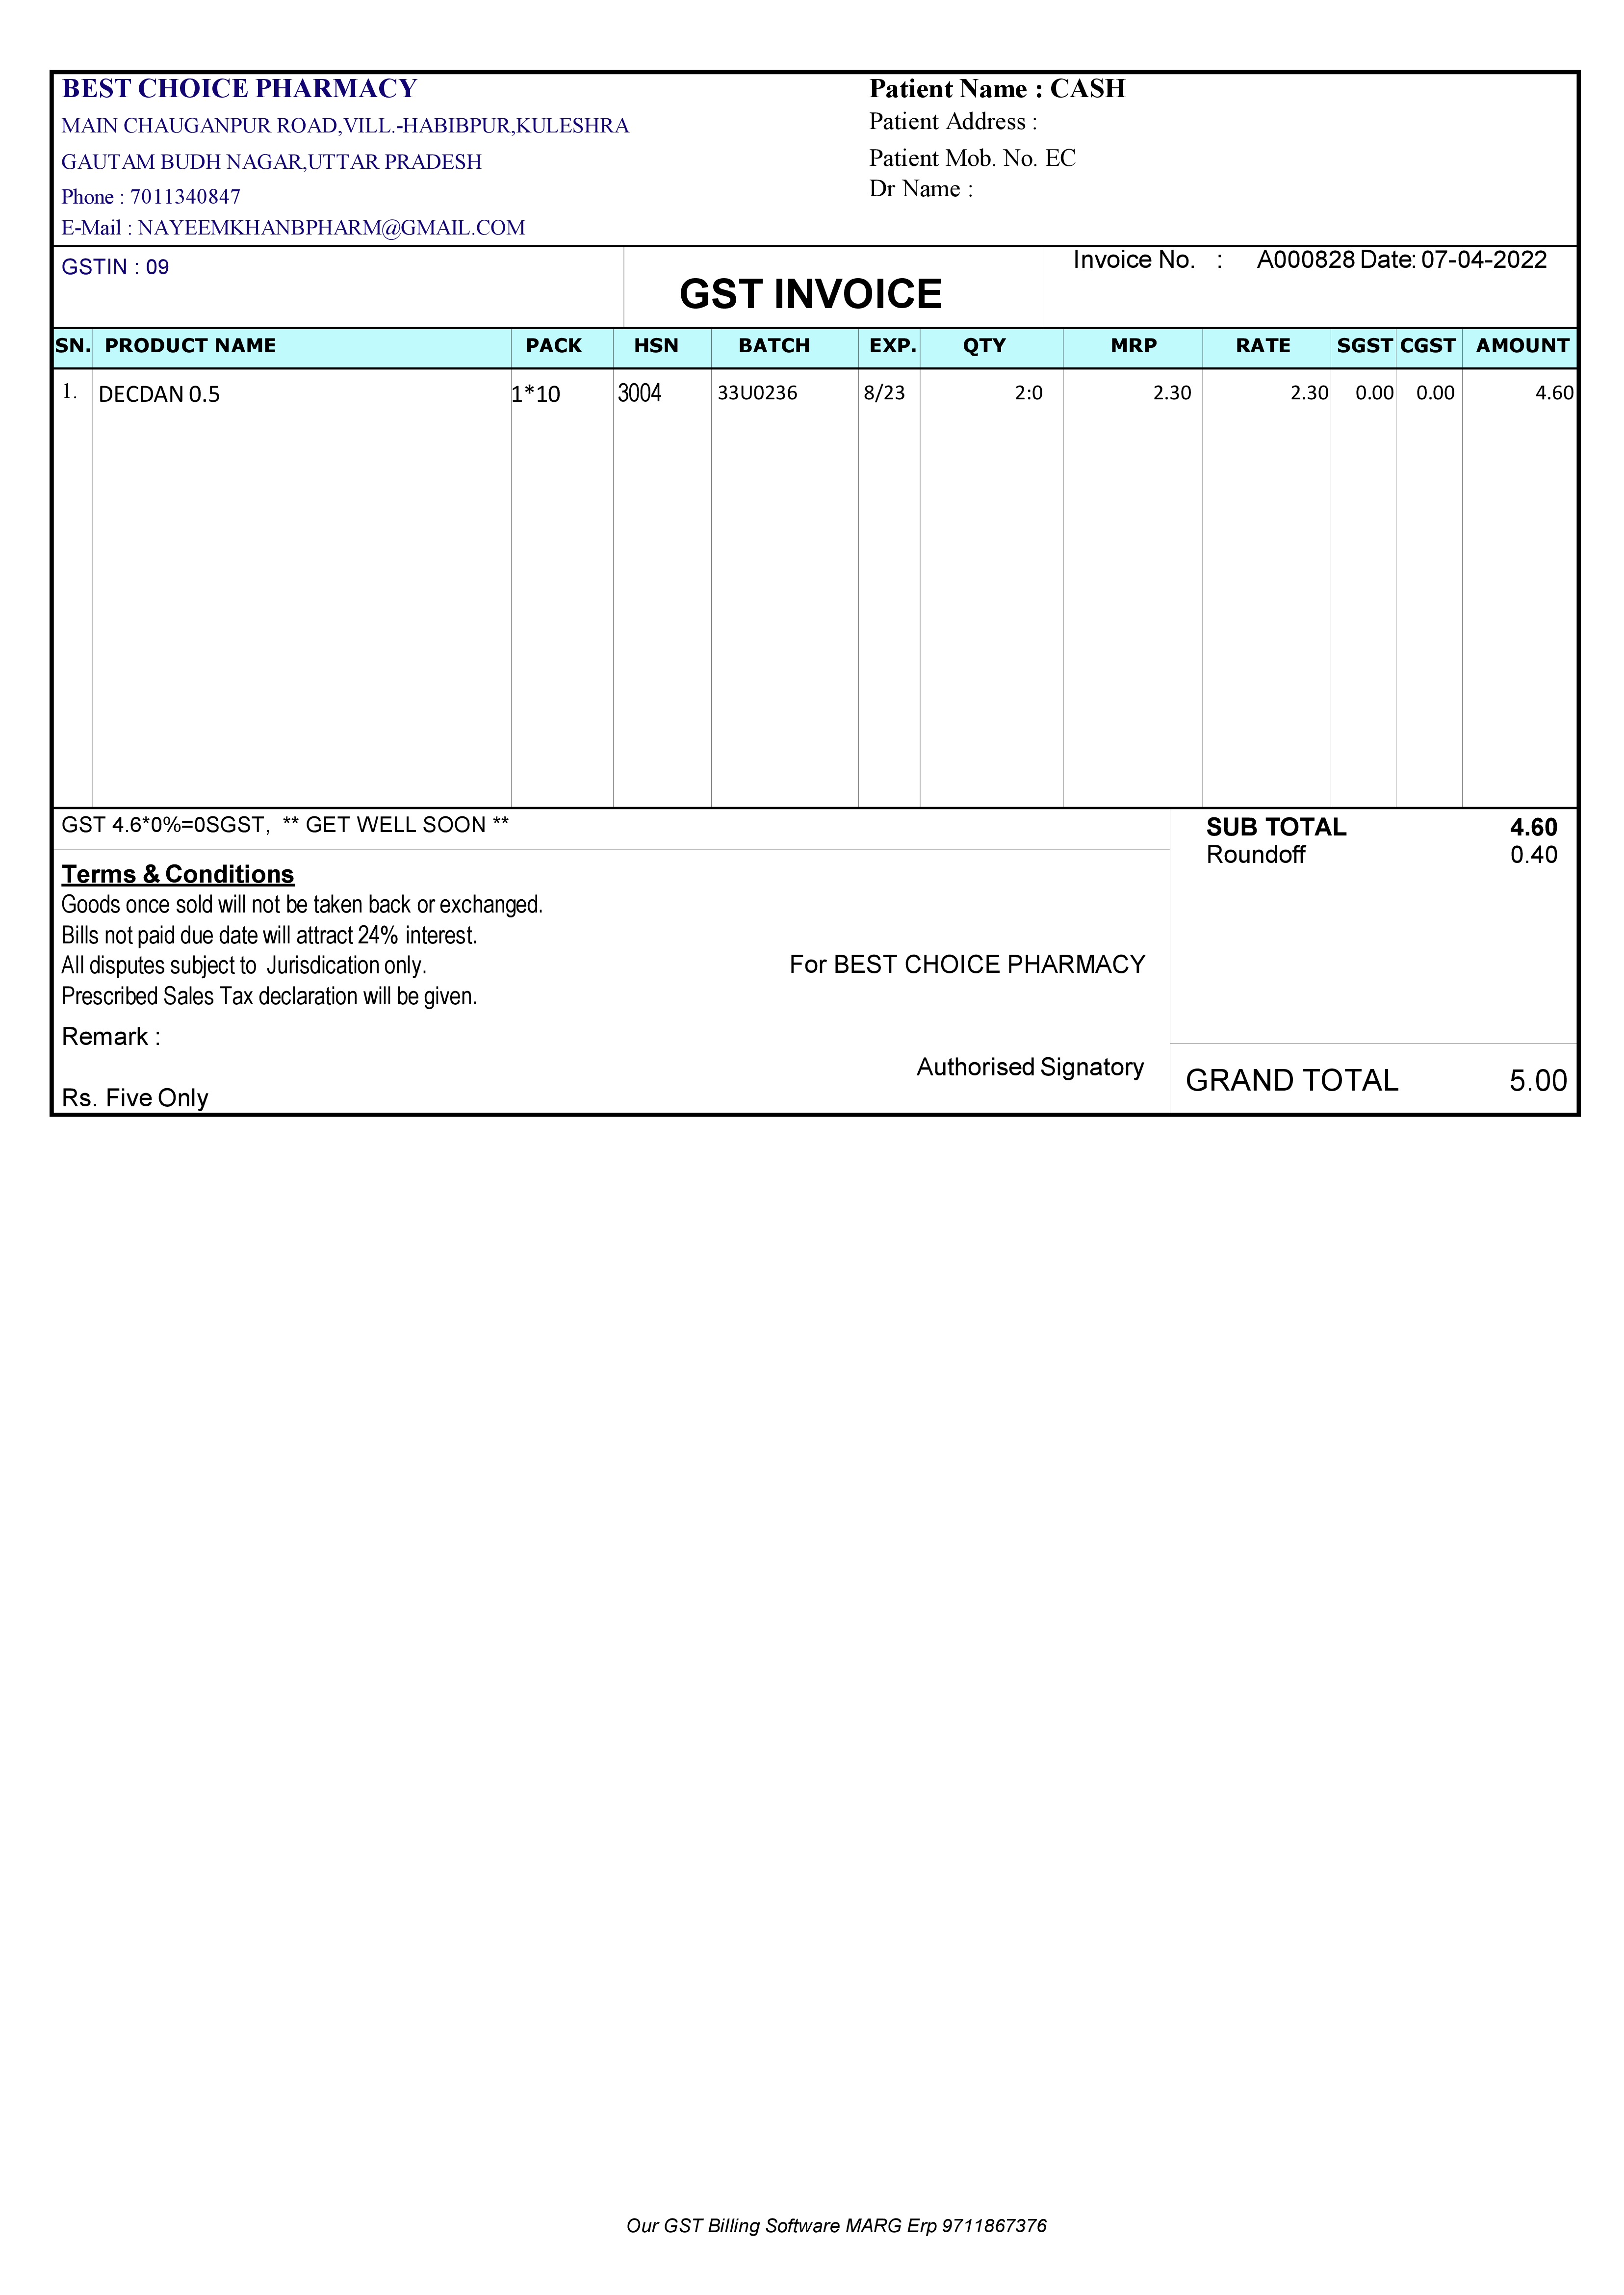 BEST CHOICE PHARMACY
MAIN CHAUGANPUR ROAD,VILL.-HABIBPUR,KULESHRA
GAUTAM BUDH NAGAR,UTTAR PRADESH
Phone : 7011340847
E-Mail : NAYEEMKHANBPHARM@GMAIL.COM
Patient Name : CASH
Patient Address :
Patient Mob. No. EC
Dr Name :
GSTIN : 09
GST INVOICE
Invoice No. : A000828 Date: 07-04-2022
SN. PRODUCT NAME PACK HSN BATCH EXP. QTY MRP RATE SGST CGST AMOUNT
1. DECDAN 0.5 1*10 3004 33U0236 8/23 2:0 2.30 2.30 0.00 0.00 4.60
GST 4.6*0%=0SGST, ** GET WELL SOON **
SUB TOTAL 4.60
Roundoff 0.40
Terms & Conditions
Goods once sold will not be taken back or exchanged.
Bills not paid due date will attract 24% interest.
All disputes subject to Jurisdication only.
Prescribed Sales Tax declaration will be given.
For BEST CHOICE PHARMACY
Remark :
Authorised Signatory
Rs. Five Only
GRAND TOTAL 5.00
Our GST Billing Software MARG Erp 9711867376